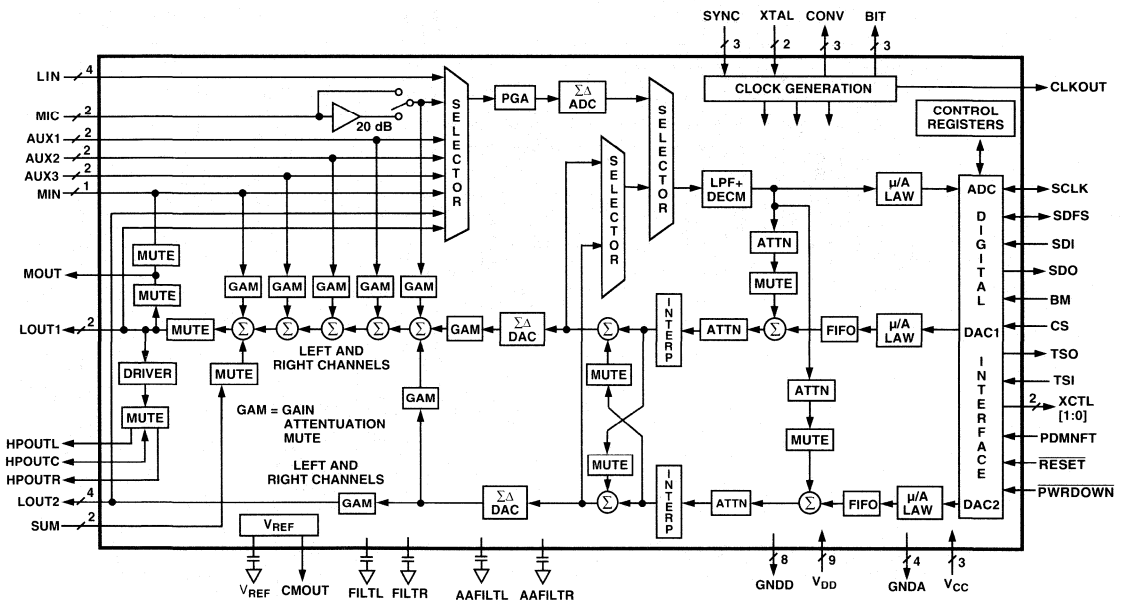 SYNC XTAL CONV BIT
3 2 3 3
LIN 4
MIC 2
AUX1 2
AUX2 2
AUX3 2
MIN 1
20 dB
SELECTOR
PGA
ΣΔ
ADC
SELECTOR
SELECTOR
CLOCK GENERATION
CLKOUT
CONTROL
REGISTERS
LPF+
DECM
µ/A
LAW
ADC
DIGITAL
DAC1
INTERFACE
DAC2
SCLK
SDFS
SDI
SDO
BM
CS
TSO
TSI
2 XCTL
[1:0]
PDMNFT
RESET
PWRDOWN
MUTE
MOUT
MUTE
GAM GAM GAM GAM GAM
ATTN
MUTE
LOUT1 2
MUTE
Σ Σ Σ Σ Σ
GAM
ΣΔ
DAC
Σ
INTERP
ATTN
Σ
FIFO
µ/A
LAW
LEFT AND
RIGHT CHANNELS
DRIVER
MUTE
MUTE
GAM
MUTE
ATTN
MUTE
GAM = GAIN
ATTENTUATION
MUTE
HPOUTL
HPOUTC
HPOUTR
LEFT AND
RIGHT CHANNELS
MUTE
LOUT2 4
GAM
ΣΔ
DAC
Σ
INTERP
ATTN
Σ
FIFO
µ/A
LAW
SUM 2
VREF
VREF
CMOUT
FILTL FILTR
AAFILTL AAFILTR
8 9 4 3
GNDD VDD GNDA VCC